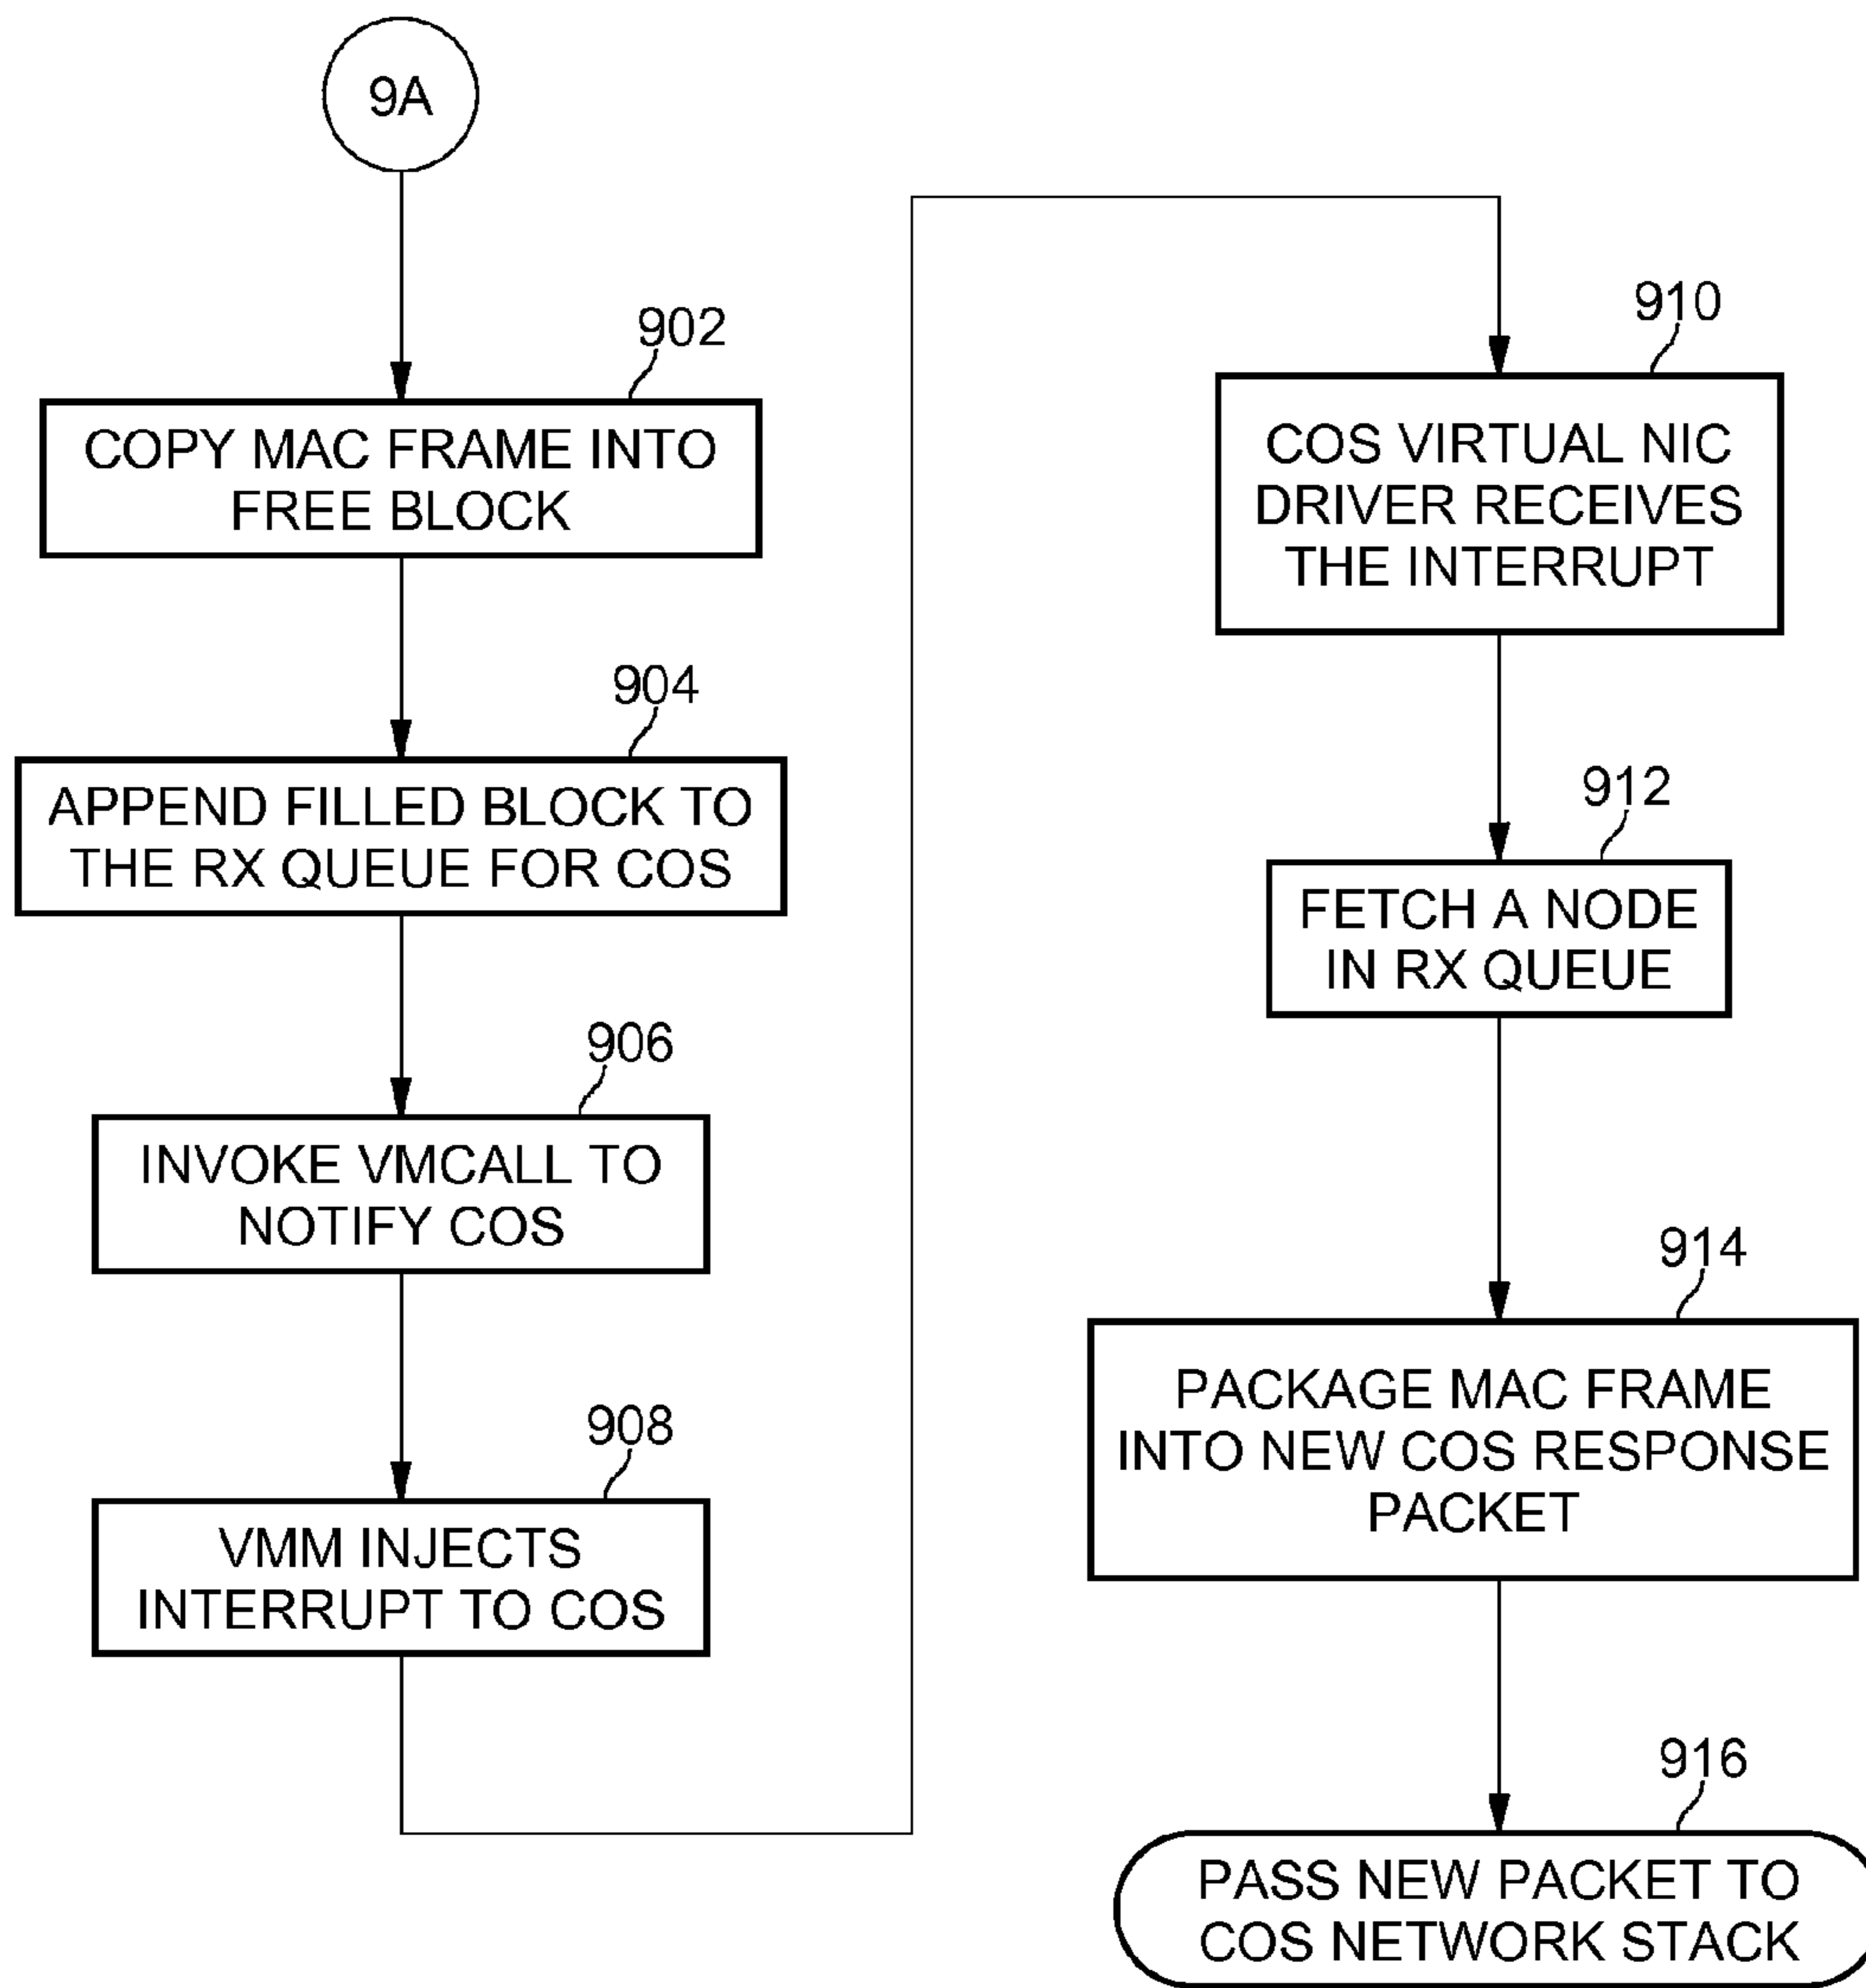 9A
902
COPY MAC FRAME INTO
FREE BLOCK
904
APPEND FILLED BLOCK TO
THE RX QUEUE FOR COS
906
INVOKE VMCALL TO
NOTIFY COS
908
VMM INJECTS
INTERRUPT TO COS
910
COS VIRTUAL NIC
DRIVER RECEIVES
THE INTERRUPT
912
FETCH A NODE
IN RX QUEUE
914
PACKAGE MAC FRAME
INTO NEW COS RESPONSE
PACKET
916
PASS NEW PACKET TO
COS NETWORK STACK